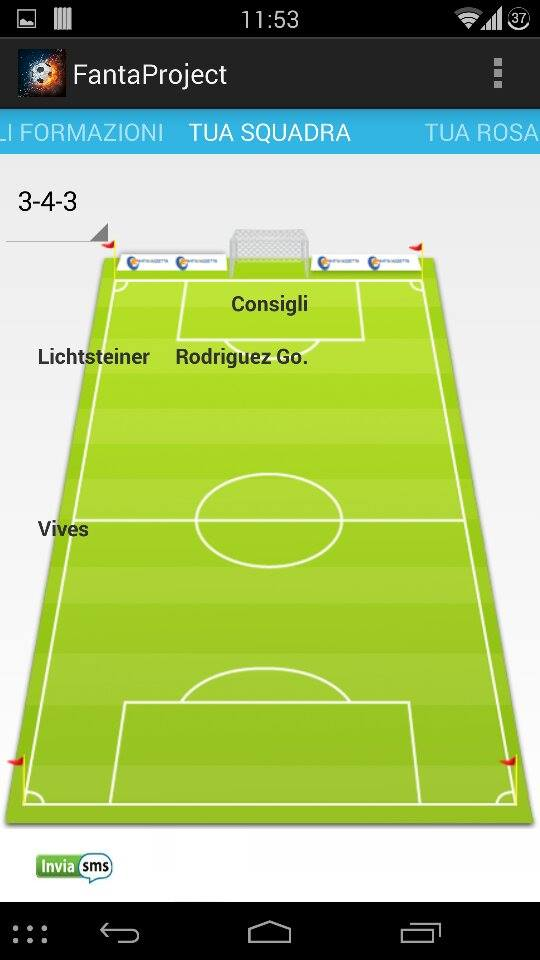 11:53
37
FantaProject
LI FORMAZIONI TUA SQUADRA TUA ROSA
3-4-3
Consigli
Lichtsteiner Rodriguez Go.
Vives
Invia sms